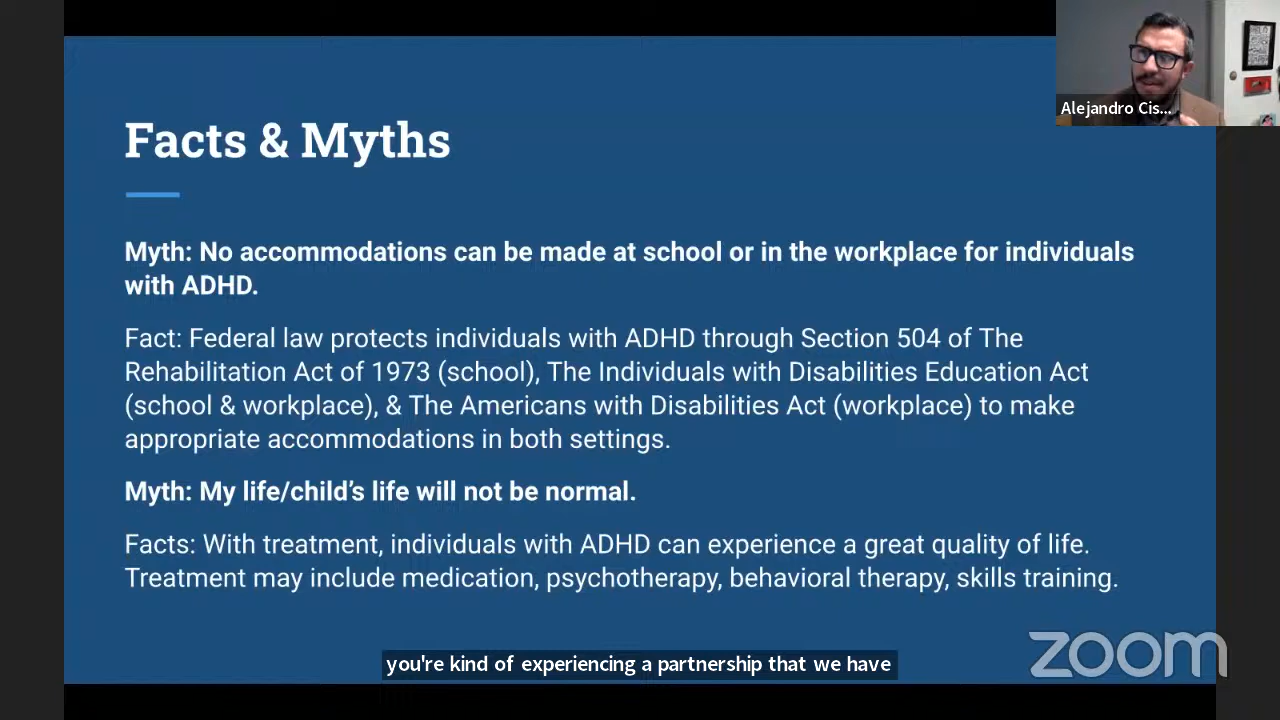 Alejandro Cis...
Facts & Myths
Myth: No accommodations can be made at school or in the workplace for individuals
with ADHD.
Fact: Federal law protects individuals with ADHD through Section 504 of The
Rehabilitation Act of 1973 (school), The Individuals with Disabilities Education Act
(school & workplace), & The Americans with Disabilities Act (workplace) to make
appropriate accommodations in both settings.
Myth: My life/child’s life will not be normal.
Facts: With treatment, individuals with ADHD can experience a great quality of life.
Treatment may include medication, psychotherapy, behavioral therapy, skills training.
you're kind of experiencing a partnership that we have
zoom